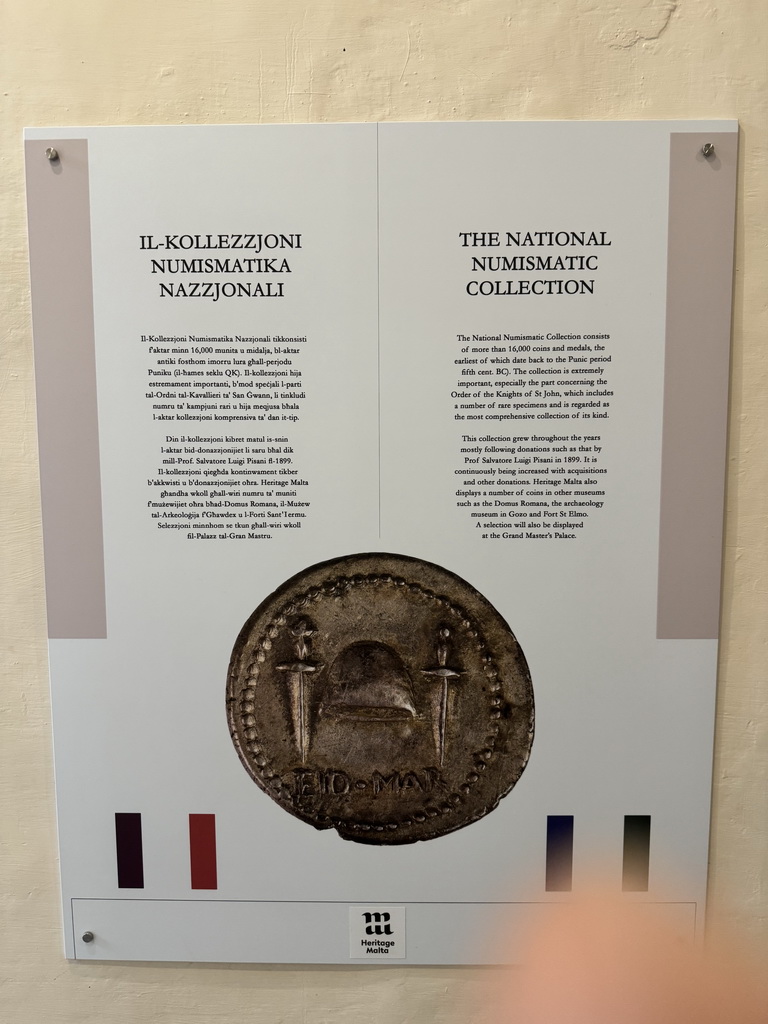 IL-KOLLEZZJONI
NUMISMATIKA
NAZZJONALI
Il-Kollezzjoni Numismatika Nazzjonali tikkonsisti
f'aktar minn 16,000 munita u midalja, bl-aktar
antiki fosthom imorru lura għall-perjodu
Puniku (il-ħames seklu QK). Il-kollezzjoni hija
estremament importanti, b'mod speċjali l-parti
tal-Ordni tal-Kavallieri ta' San Ġwann, li tinkludi
numru ta' kampjuni rari u hija meqjusa bħala
l-aktar kollezzjoni komprensiva ta' dan it-tip.
Din il-kollezzjoni kibret matul is-snin
l-aktar bid-donazzjonijiet li saru bħal dik
mill-Prof. Salvatore Luigi Pisani fl-1899.
Il-kollezzjoni qiegħda kontinwament tikber
b'akkwisti u b'donazzjonijiet oħra. Heritage Malta
għandha wkoll għall-wiri numru ta' muniti
f'mużewijiet oħra bħad-Domus Romana, il-Mużew
tal-Arkeoloġija f'Għawdex u l-Forti Sant'Iermu.
Selezzjoni minnhom se tkun għall-wiri wkoll
fil-Palazz tal-Gran Mastru.
THE NATIONAL
NUMISMATIC
COLLECTION
The National Numismatic Collection consists
of more than 16,000 coins and medals, the
earliest of which date back to the Punic period
fifth cent. BC). The collection is extremely
important, especially the part concerning the
Order of the Knights of St John, which includes
a number of rare specimens and is regarded as
the most comprehensive collection of its kind.
This collection grew throughout the years
mostly following donations such as that by
Prof Salvatore Luigi Pisani in 1899. It is
continuously being increased with acquisitions
and other donations. Heritage Malta also
displays a number of coins in other museums
such as the Domus Romana, the archaeology
museum in Gozo and Fort St Elmo.
A selection will also be displayed
at the Grand Master's Palace.
EID·MAR
Heritage
Malta